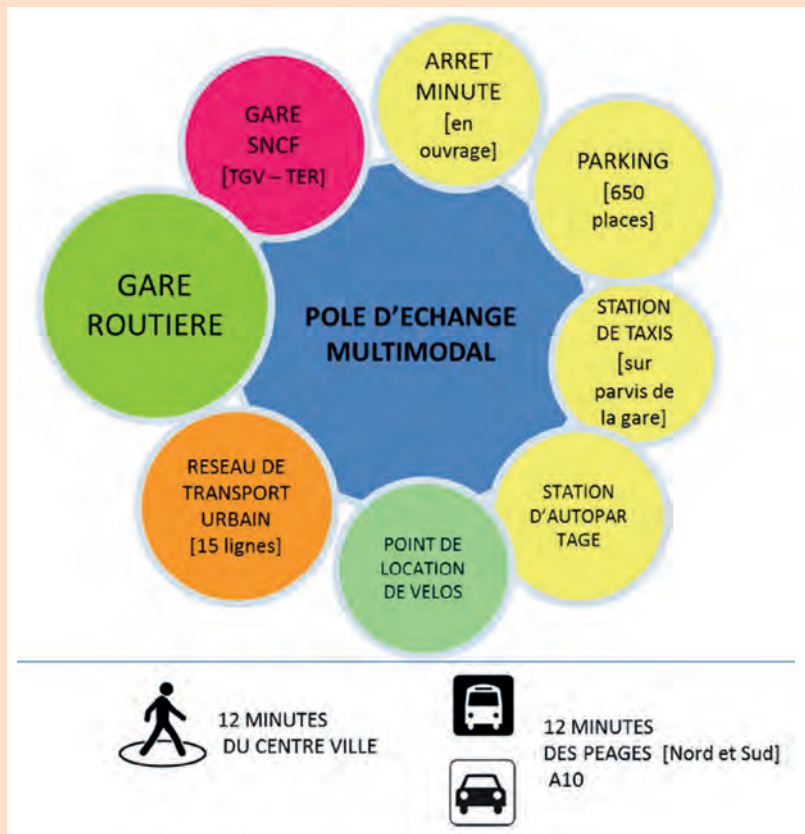 ARRET
MINUTE
[en
ouvrage]
GARE
SNCF
[TGV – TER]
PARKING
[650
places]
GARE
ROUTIERE
POLE D'ECHANGE
MULTIMODAL
STATION
DE TAXIS
[sur
parvis de
la gare]
RESEAU DE
TRANSPORT
URBAIN
[15 lignes]
STATION
D'AUTOPAR
TAGE
POINT DE
LOCATION
DE VELOS
12 MINUTES
DU CENTRE VILLE
12 MINUTES
DES PEAGES [Nord et Sud]
A10